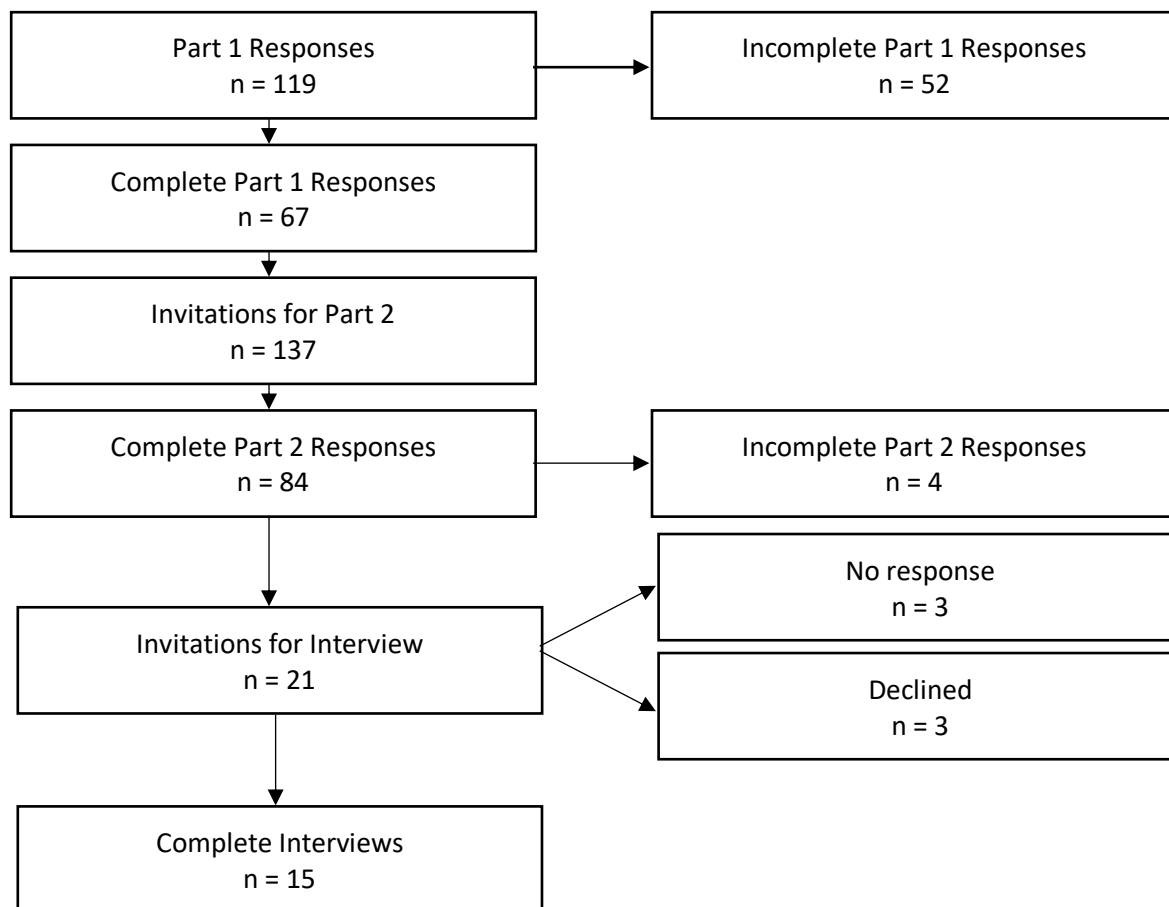 Part 1 Responses
n = 119
Incomplete Part 1 Responses
n = 52
Complete Part 1 Responses
n = 67
Invitations for Part 2
n = 137
Complete Part 2 Responses
n = 84
Incomplete Part 2 Responses
n = 4
No response
n = 3
Invitations for Interview
n = 21
Declined
n = 3
Complete Interviews
n = 15